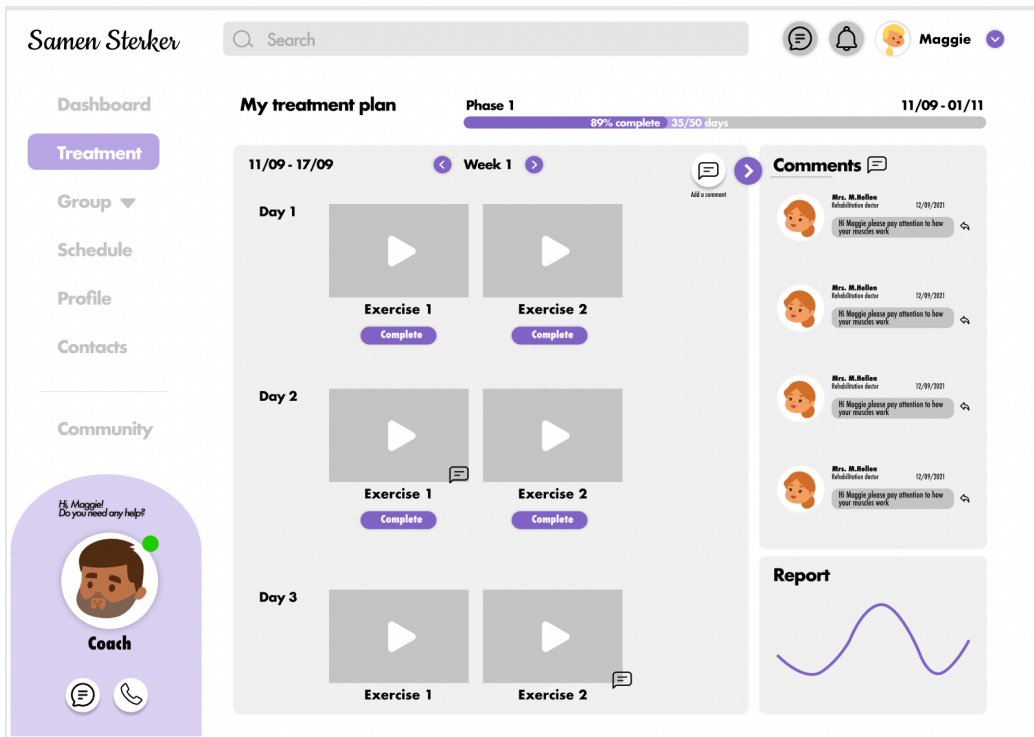 Samen Sterker
Search
Maggie
Dashboard
Treatment
Group
Schedule
Profile
Contacts
Community
Hi, Maggie!
Do you need any help?
Coach
My treatment plan
Phase 1
11/09 - 01/11
89% complete
35/50 days
11/09 - 17/09
Week 1
Add a comment
Day 1
Exercise 1
Exercise 2
Complete
Complete
Day 2
Exercise 1
Exercise 2
Complete
Complete
Day 3
Exercise 1
Exercise 2
Comments
Mrs. M.Hellen
Rehabilitation doctor
12/09/2021
Hi Maggie please pay attention to how
your muscles work
Mrs. M.Hellen
Rehabilitation doctor
12/09/2021
Hi Maggie please pay attention to how
your muscles work
Mrs. M.Hellen
Rehabilitation doctor
12/09/2021
Hi Maggie please pay attention to how
your muscles work
Mrs. M.Hellen
Rehabilitation doctor
12/09/2021
Hi Maggie please pay attention to how
your muscles work
Report